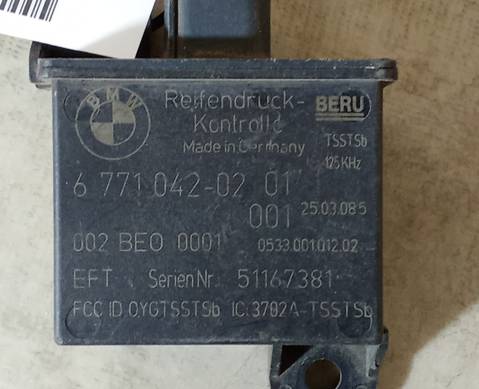 BMW
Reifendruck-
Kontrolle
BERU
Made in Germany
TSSTSb
125KHz
6 771 042-02 01
001 25.03.085
002 BE0 0001 0533.001.012.02
EFT Serien Nr. 51167381
FCC ID.OYGTSSTSb IC:3702A-TSSTSb